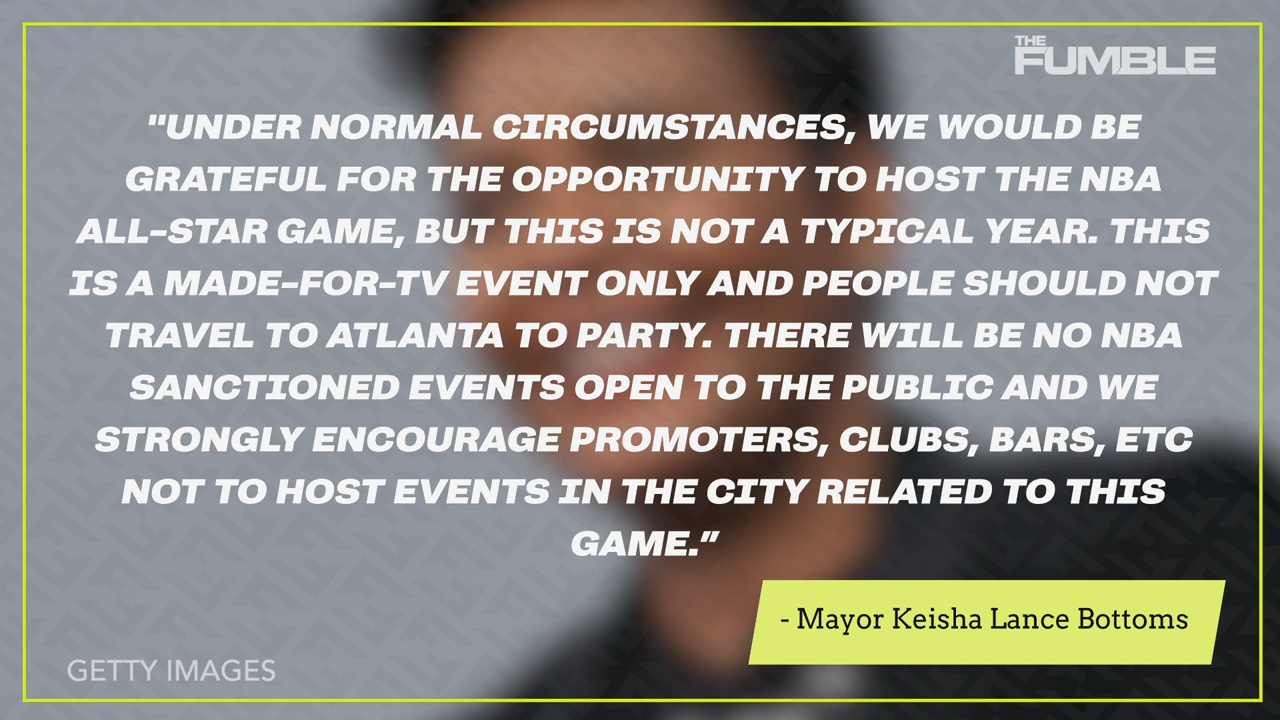 THE
FUMBLE
"UNDER NORMAL CIRCUMSTANCES, WE WOULD BE
GRATEFUL FOR THE OPPORTUNITY TO HOST THE NBA
ALL-STAR GAME, BUT THIS IS NOT A TYPICAL YEAR. THIS
IS A MADE-FOR-TV EVENT ONLY AND PEOPLE SHOULD NOT
TRAVEL TO ATLANTA TO PARTY. THERE WILL BE NO NBA
SANCTIONED EVENTS OPEN TO THE PUBLIC AND WE
STRONGLY ENCOURAGE PROMOTERS, CLUBS, BARS, ETC
NOT TO HOST EVENTS IN THE CITY RELATED TO THIS
GAME.”
- Mayor Keisha Lance Bottoms
GETTY IMAGES